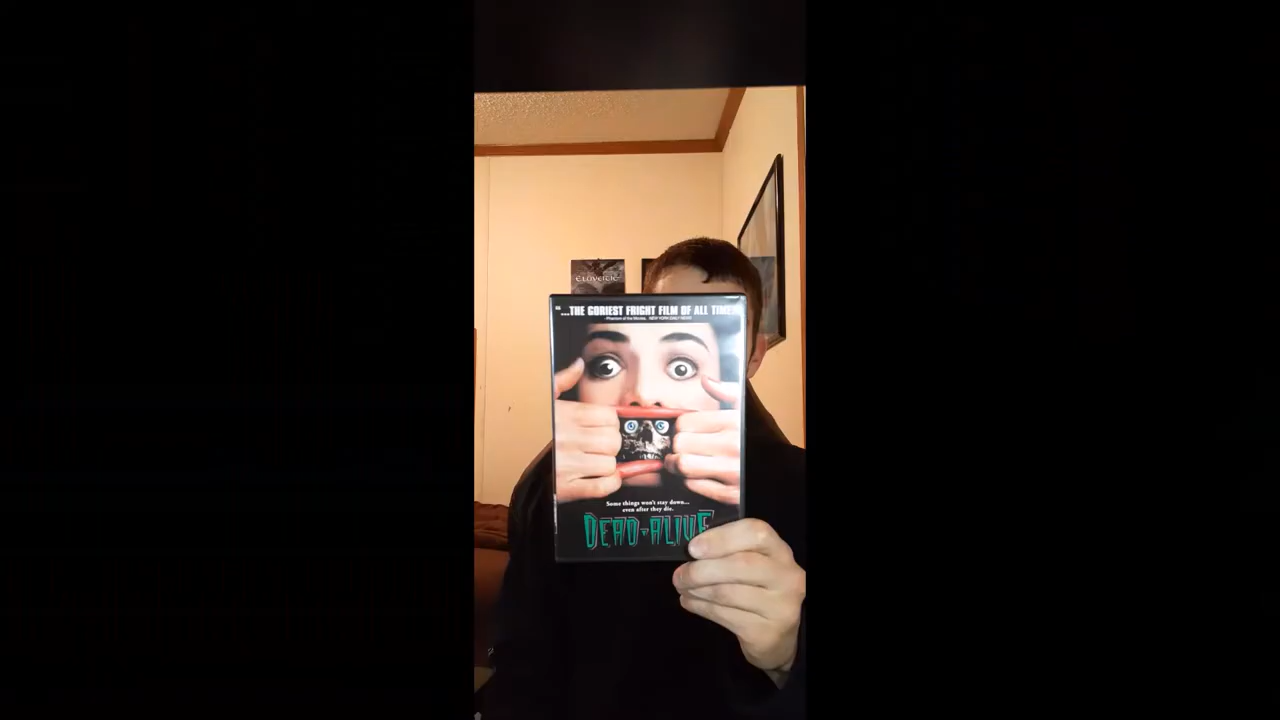 ELUVEITIE
"...THE GORIEST FRIGHT FILM OF ALL TIME
-Phantom of the Movies, NEW YORK DAILY NEWS
Some things won't stay down...
even after they die.
DEAD ALIVE